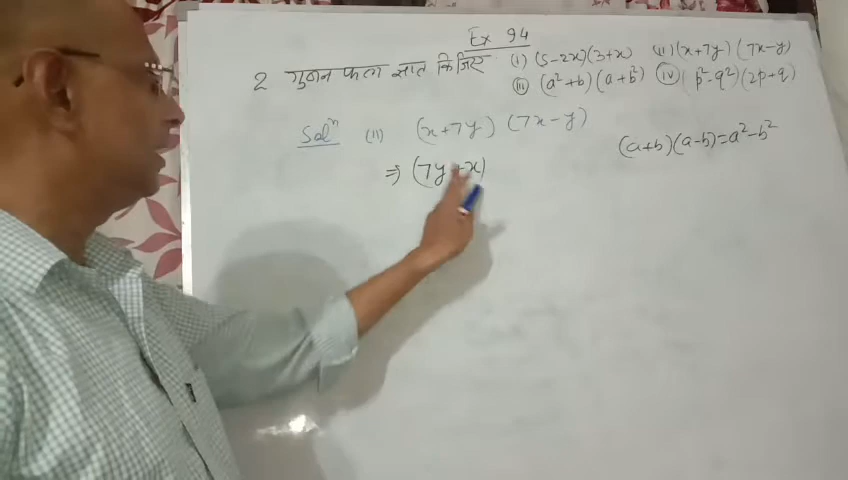 Ex 94
2 गुणन फल ज्ञात किजिए (i) (5-2x)(3+x) (ii) (x+7y)(7x-y)
(iii) (a²+b)(a+b²) (iv) (p²-q²)(2p+q)
Solⁿ (ii) (x+7y) (7x-y)
(a+b)(a-b)=a²-b²
⇒ (7y+x)